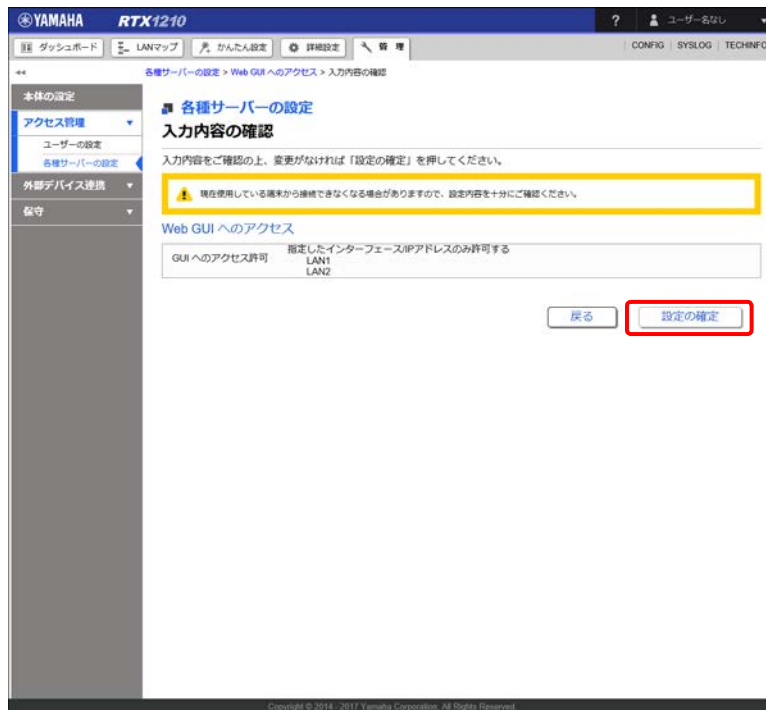 YAMAHA RTX1210 ? ユーザー名なし
ダッシュボード LANマップ かんたん設定 詳細設定 管 理 CONFIG | SYSLOG | TECHINFO
各種サーバーの設定 > Web GUI へのアクセス > 入力内容の確認
本体の設定
アクセス管理
ユーザーの設定
各種サーバーの設定
外部デバイス連携
保守
各種サーバーの設定
入力内容の確認
入力内容をご確認の上、変更がなければ「設定の確定」を押してください。
現在使用している端末から接続できなくなる場合がありますので、設定内容を十分にご確認ください。
Web GUI へのアクセス
GUI へのアクセス許可 指定したインターフェース/IPアドレスのみ許可する
LAN1
LAN2
戻る 設定の確定
Copyright © 2014 - 2017 Yamaha Corporation. All Rights Reserved.